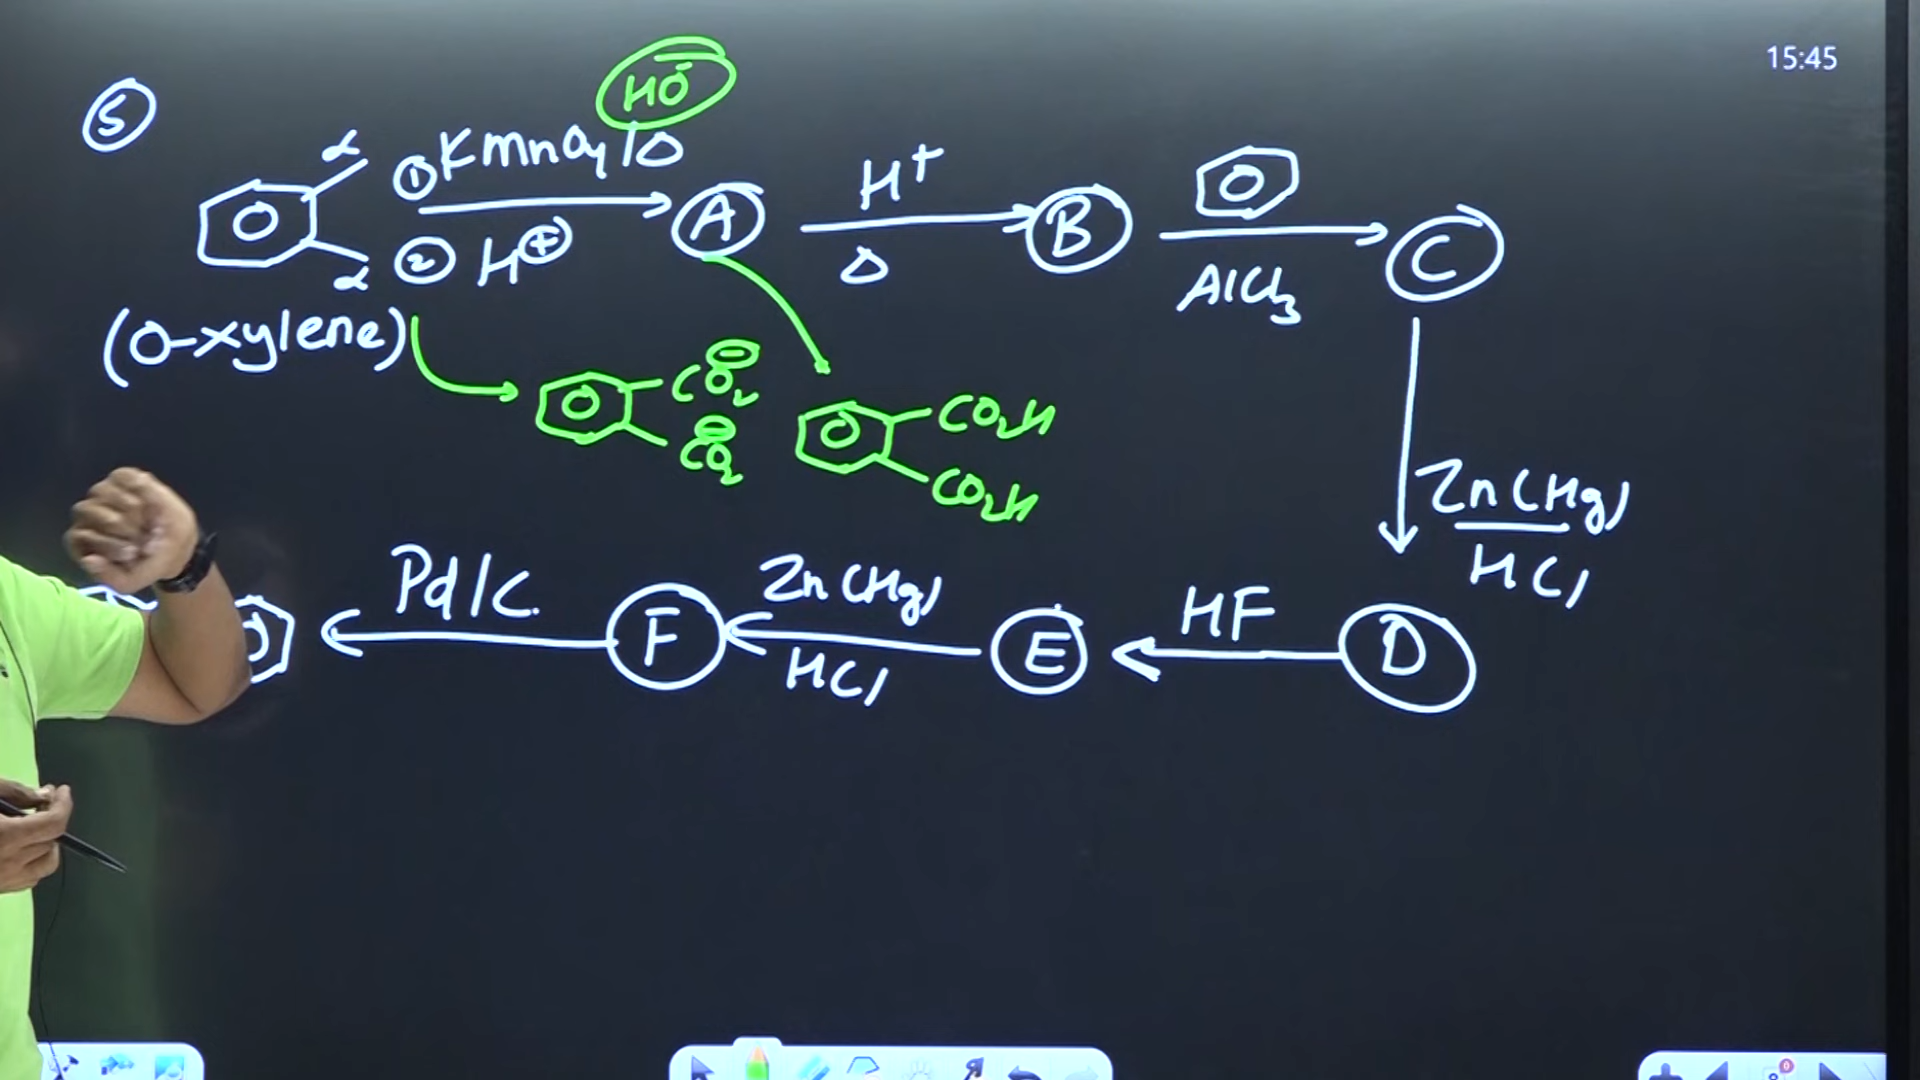 15:45
5
HO⁻
α
① KMnO4/Δ
② H⊕
α
A
H+
Δ
B
AlCl3
C
(O-xylene)
CO2⊖
CO2⊖
CO2H
CO2H
Zn(Hg)
HCl
D
HF
E
Zn(Hg)
HCl
F
Pd/C.